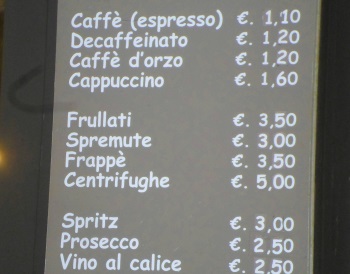 Caffè (espresso) €. 1,10
Decaffeinato €. 1,20
Caffè d'orzo €. 1,20
Cappuccino €. 1,60
Frullati €. 3,50
Spremute €. 3,00
Frappè €. 3,50
Centrifughe €. 5,00
Spritz €. 3,00
Prosecco €. 2,50
Vino al calice €. 2,50